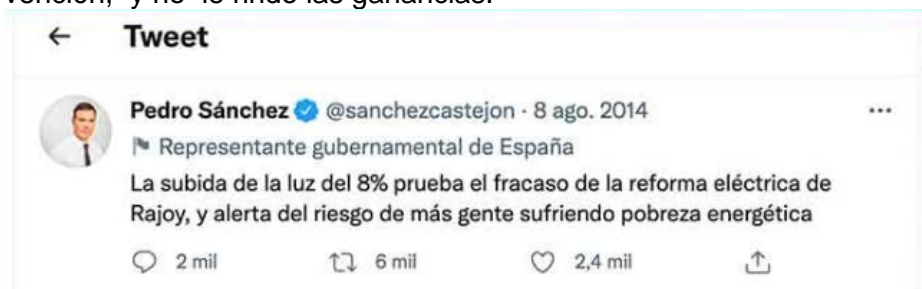 ← Tweet
Pedro Sánchez @sanchezcastejon · 8 ago. 2014 ...
Representante gubernamental de España
La subida de la luz del 8% prueba el fracaso de la reforma eléctrica de
Rajoy, y alerta del riesgo de más gente sufriendo pobreza energética
2 mil 6 mil 2,4 mil